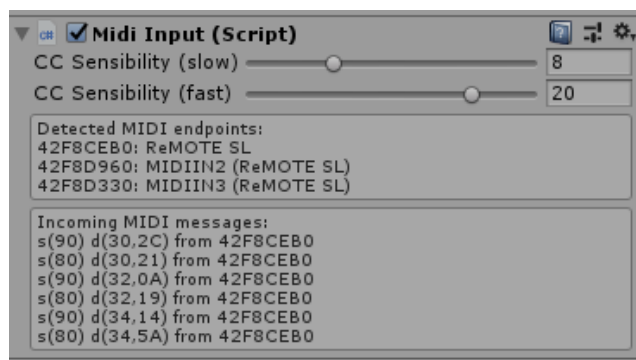 Midi Input (Script)
CC Sensibility (slow) 8
CC Sensibility (fast) 20
Detected MIDI endpoints:
42F8CEB0: ReMOTE SL
42F8D960: MIDIIN2 (ReMOTE SL)
42F8D330: MIDIIN3 (ReMOTE SL)
Incoming MIDI messages:
s(90) d(30,2C) from 42F8CEB0
s(80) d(30,21) from 42F8CEB0
s(90) d(32,0A) from 42F8CEB0
s(80) d(32,19) from 42F8CEB0
s(90) d(34,14) from 42F8CEB0
s(80) d(34,5A) from 42F8CEB0